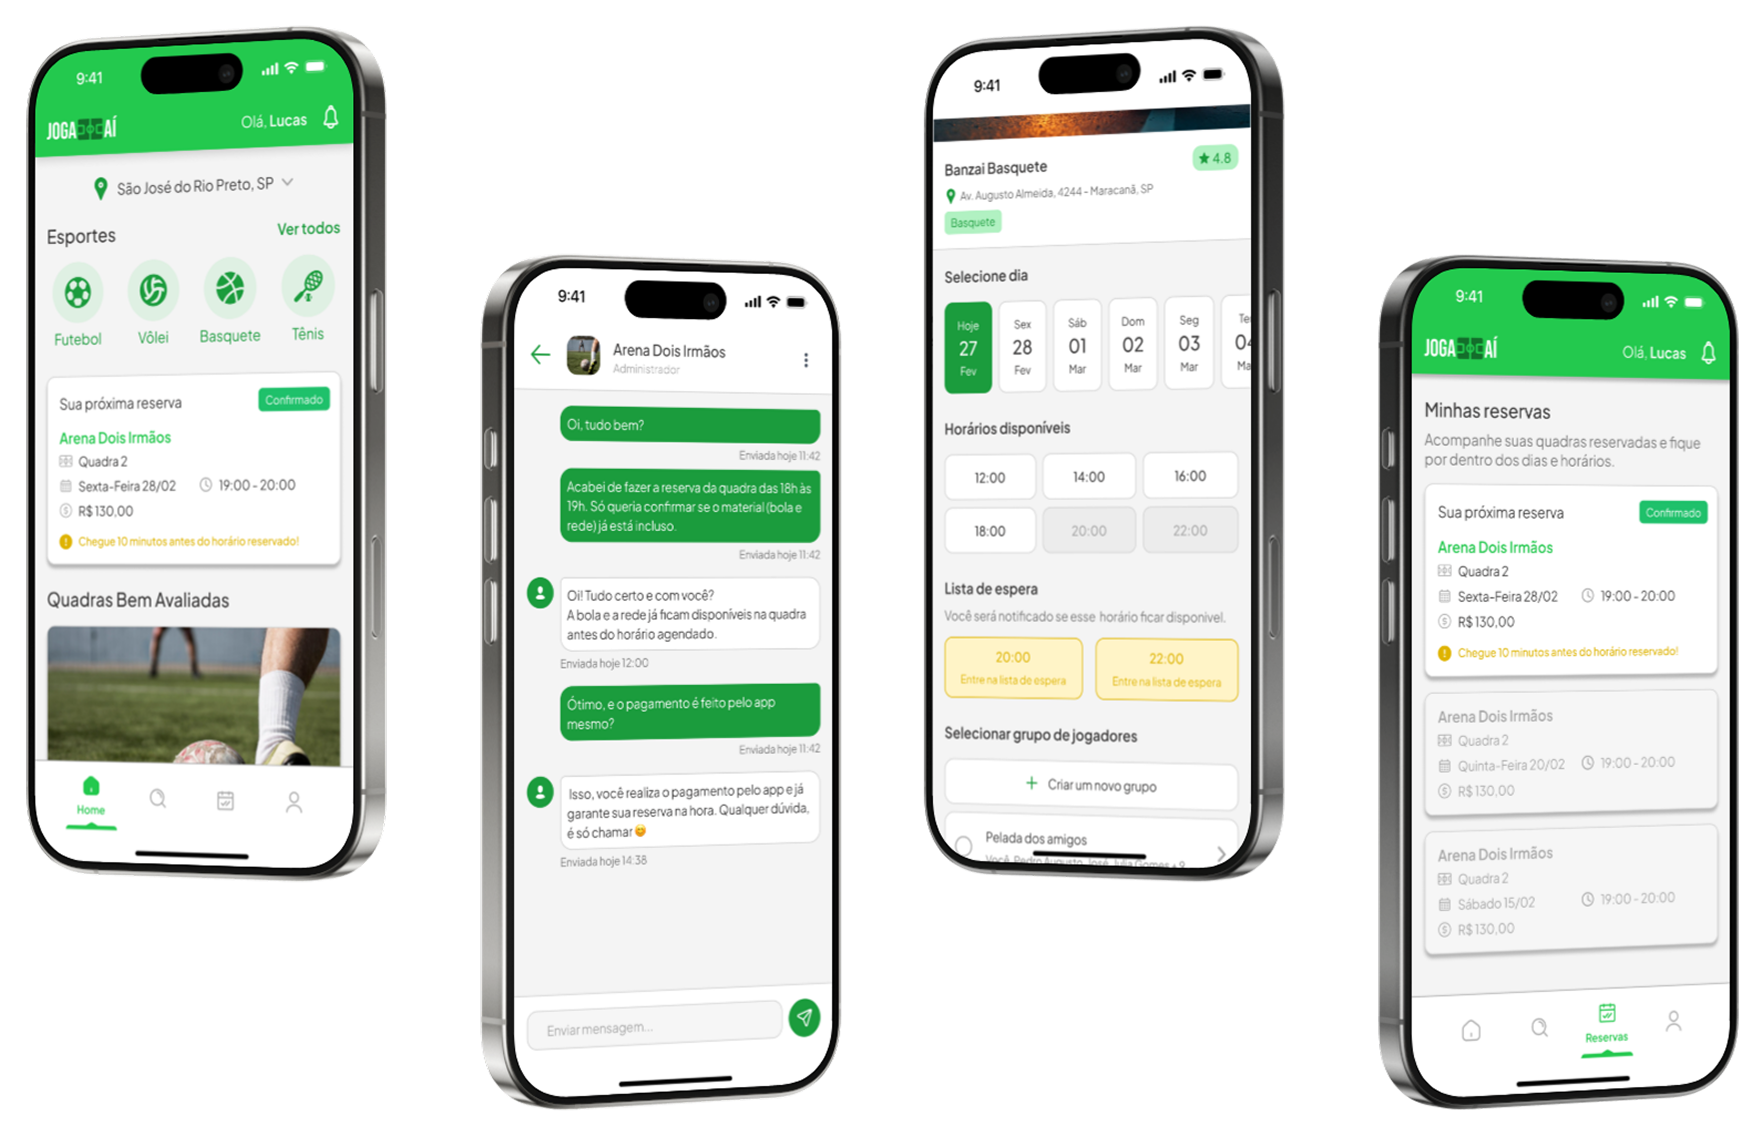 9:41
JOGA AÍ
Olá, Lucas
São José do Rio Preto, SP
Esportes
Ver todos
Futebol
Vôlei
Basquete
Tênis
Sua próxima reserva
Confirmado
Arena Dois Irmãos
Quadra 2
Sexta-Feira 28/02
19:00 - 20:00
R$ 130,00
Chegue 10 minutos antes do horário reservado!
Quadras Bem Avaliadas
Home
9:41
Arena Dois Irmãos
Administrador
Oi, tudo bem?
Enviada hoje 11:42
Acabei de fazer a reserva da quadra das 18h às
19h. Só queria confirmar se o material (bola e
rede) já está incluso.
Enviada hoje 11:42
Oi! Tudo certo e com você?
A bola e a rede já ficam disponíveis na quadra
antes do horário agendado.
Enviada hoje 12:00
Ótimo, e o pagamento é feito pelo app
mesmo?
Enviada hoje 11:42
Isso, você realiza o pagamento pelo app e já
garante sua reserva na hora. Qualquer dúvida,
é só chamar
Enviada hoje 14:38
Enviar mensagem...
9:41
Banzai Basquete
4.8
Av. Augusto Almeida, 4244 - Maracanã, SP
Basquete
Selecione dia
Hoje
27
Fev
Sex
28
Fev
Sáb
01
Mar
Dom
02
Mar
Seg
03
Mar
Horários disponíveis
12:00
14:00
16:00
18:00
20:00
22:00
Lista de espera
Você será notificado se esse horário ficar disponivel.
20:00
Entre na lista de espera
22:00
Entre na lista de espera
Selecionar grupo de jogadores
+ Criar um novo grupo
Pelada dos amigos
Você, Pedro Augusto, José, Julia Gomes + 9
9:41
JOGA AÍ
Olá, Lucas
Minhas reservas
Acompanhe suas quadras reservadas e fique
por dentro dos dias e horários.
Sua próxima reserva
Confirmado
Arena Dois Irmãos
Quadra 2
Sexta-Feira 28/02
19:00 - 20:00
R$ 130,00
Chegue 10 minutos antes do horário reservado!
Arena Dois Irmãos
Quadra 2
Quinta-Feira 20/02
19:00 - 20:00
R$ 130,00
Arena Dois Irmãos
Quadra 2
Sábado 15/02
19:00 - 20:00
R$ 130,00
Reservas